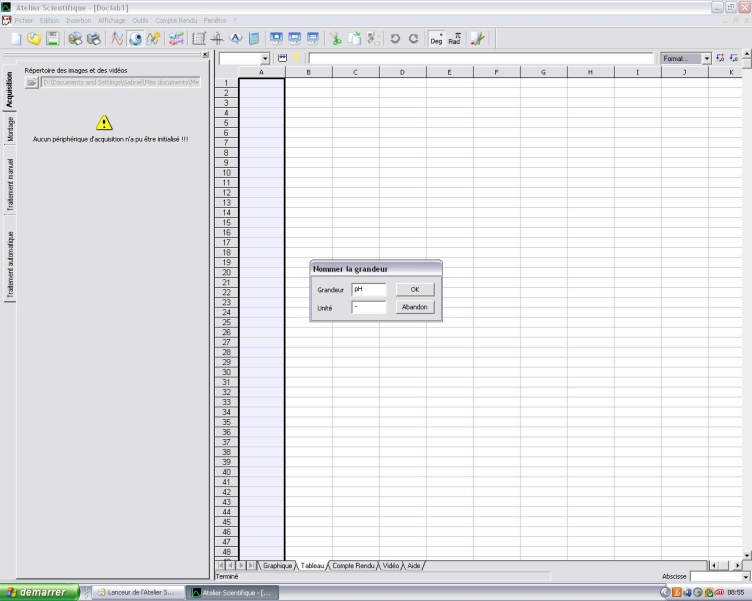 Atelier Scientifique - [Doclab1]
Fichier Edition Insertion Affichage Outils Compte Rendu Fenêtre ?
Deg Rad π
Format...
Répertoire des images et des vidéos
D:\Documents and Settings\Gabriel\Mes documents\Me
Aucun périphérique d'acquisition n'a pu être initialisé !!!
Acquisition
Montage
Traitement manuel
Traitement automatique
A B C D E F G H I J K
1
2
3
4
5
6
7
8
9
10
11
12
13
14
15
16
17
18
19
20
21
22
23
24
25
26
27
28
29
30
31
32
33
34
35
36
37
38
39
40
41
42
43
44
45
46
47
48
Nommer la grandeur
Grandeur pH OK
Unité - Abandon
Graphique Tableau Compte Rendu Vidéo Aide
Terminé Abscisse
démarrer Lanceur de l'Atelier S... Atelier Scientifique - [... 08:55